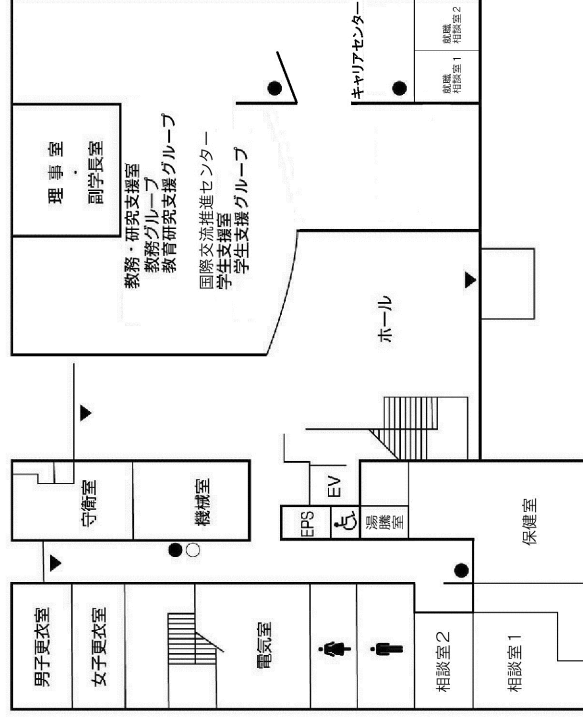 キャリアセンター
就職
相談室2
就職
相談室1
理事室
・
副学長室
教務・研究支援室
教務グループ
教育研究支援グループ
国際交流推進センター
学生支援室
学生支援グループ
ホール
守衛室
機械室
EV
EPS
湯沸室
保健室
男子更衣室
女子更衣室
電気室
相談室2
相談室1